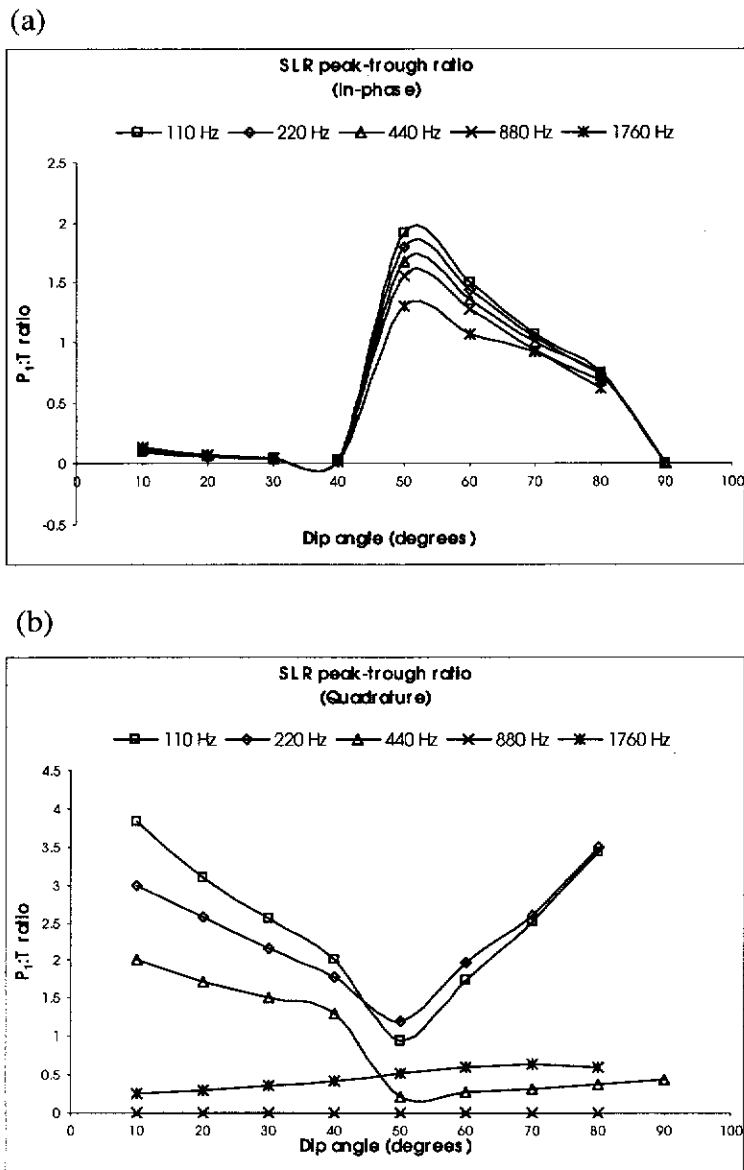 (a)
SLR peak-trough ratio
(In-phase)
110 Hz 220 Hz 440 Hz 880 Hz 1760 Hz
2.5
2
1.5
1
0.5
0
-0.5
P1:T ratio
0 10 20 30 40 50 60 70 80 90 100
Dip angle (degrees)
(b)
SLR peak-trough ratio
(Quadrature)
110 Hz 220 Hz 440 Hz 880 Hz 1760 Hz
4.5
4
3.5
3
2.5
2
1.5
1
0.5
0
P1:T ratio
0 10 20 30 40 50 60 70 80 90 100
Dip angle (degrees)